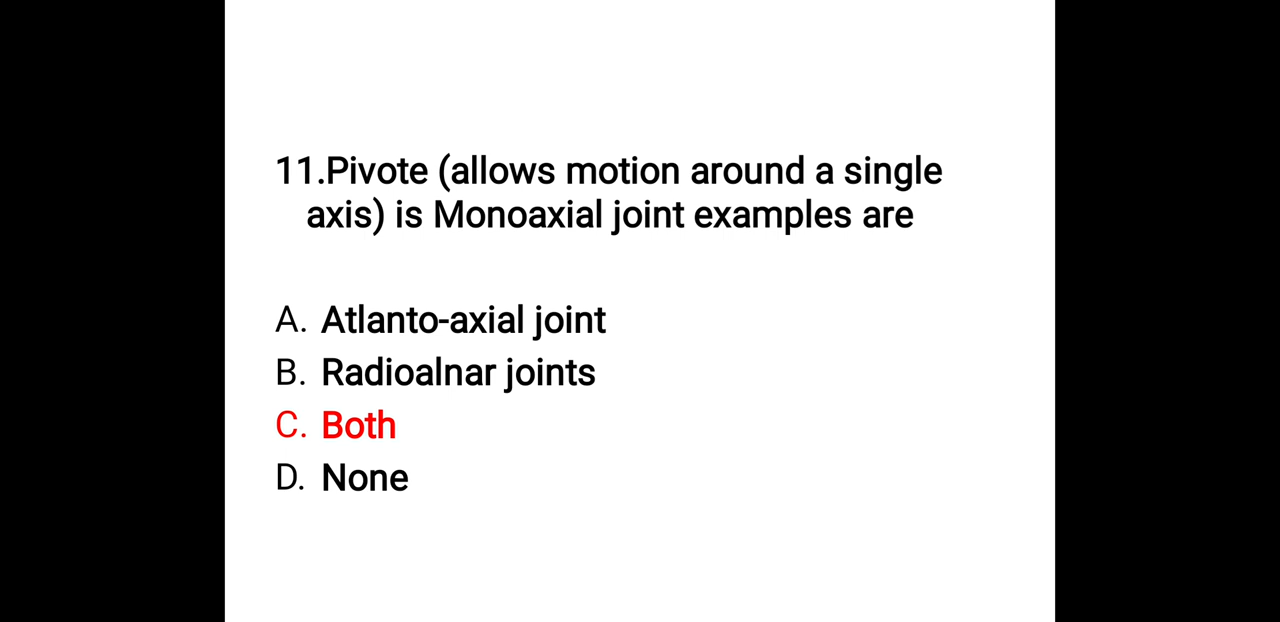 11.Pivote (allows motion around a single
axis) is Monoaxial joint examples are
A. Atlanto-axial joint
B. Radioalnar joints
C. Both
D. None